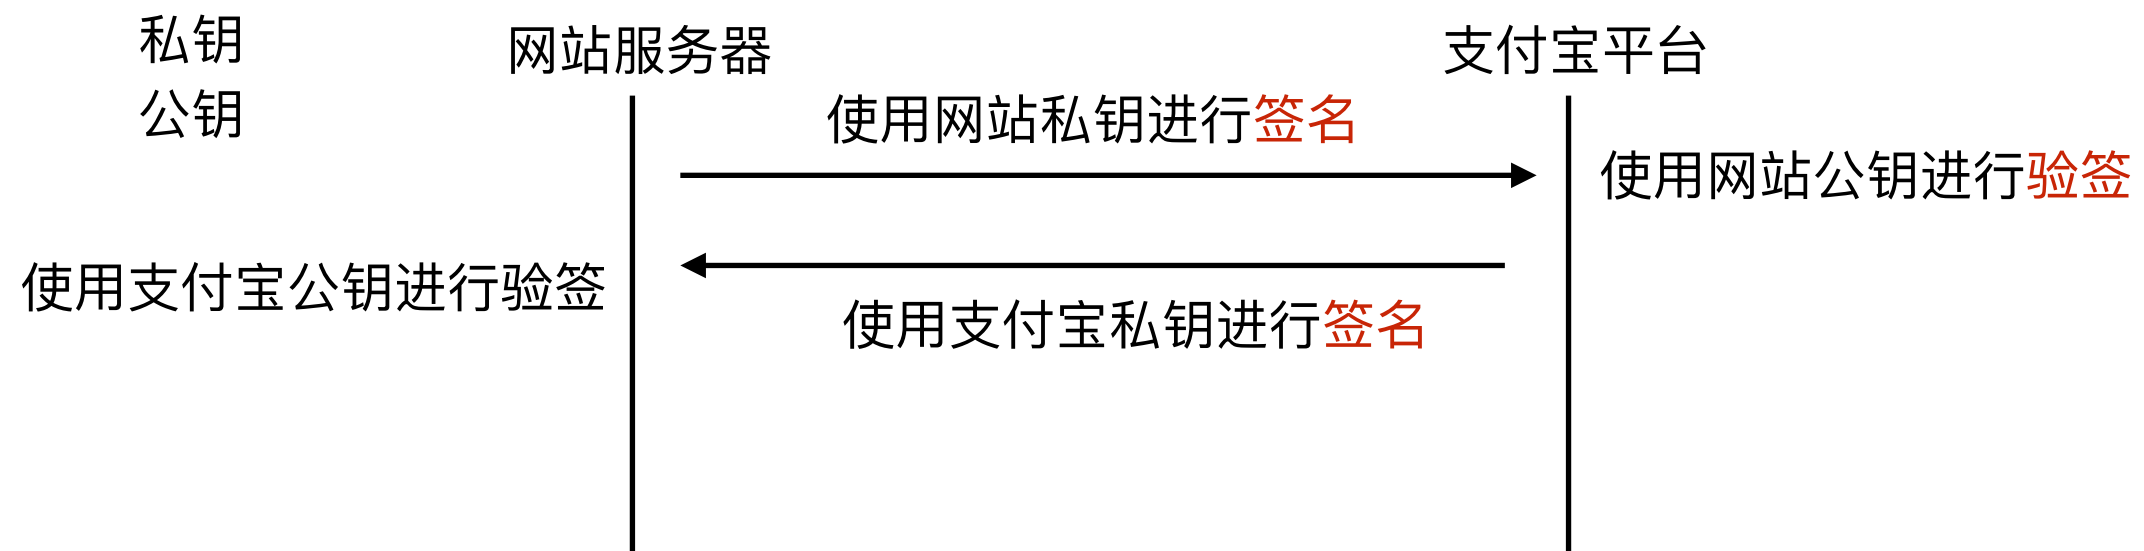 私钥
公钥
网站服务器
支付宝平台
使用网站私钥进行签名
使用网站公钥进行验签
使用支付宝公钥进行验签
使用支付宝私钥进行签名